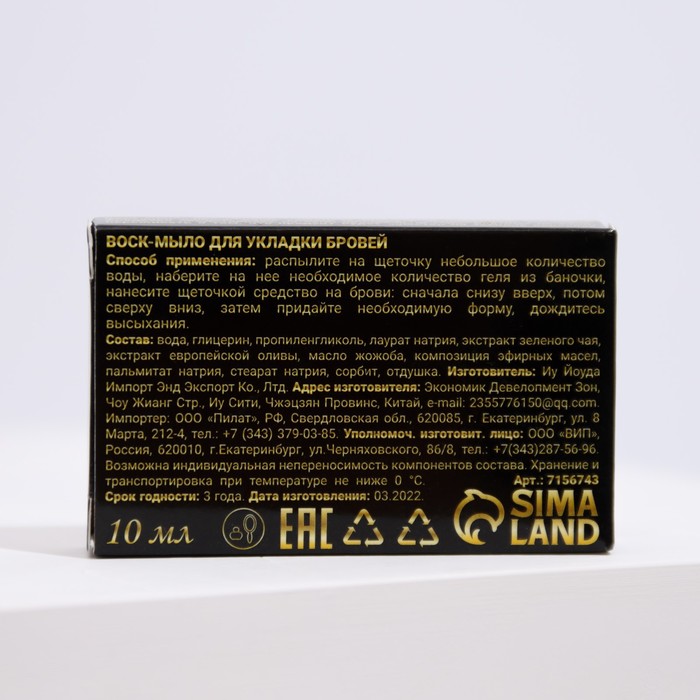 ВОСК-МЫЛО ДЛЯ УКЛАДКИ БРОВЕЙ
Способ применения: распылите на щеточку небольшое количество
воды, наберите на нее необходимое количество геля из баночки,
нанесите щеточкой средство на брови: сначала снизу вверх, потом
сверху вниз, затем придайте необходимую форму, дождитесь
высыхания.
Состав: вода, глицерин, пропиленгликоль, лаурат натрия, экстракт зеленого чая,
экстракт европейской оливы, масло жожоба, композиция эфирных масел,
пальмитат натрия, стеарат натрия, сорбит, отдушка. Изготовитель: Иу Йоуда
Импорт Энд Экспорт Ко., Лтд. Адрес изготовителя: Экономик Девелопмент Зон,
Чоу Жианг Стр., Иу Сити, Чжэцзян Провинс, Китай, e-mail: 2355776150@qq.com.
Импортер: ООО «Пилат», РФ, Свердловская обл., 620085, г. Екатеринбург, ул. 8
Марта, 212-4, тел.: +7 (343) 379-03-85. Уполномоч. изготовит. лицо: ООО «ВИП»,
Россия, 620010, г.Екатеринбург, ул.Черняховского, 86/8, тел.: +7(343)287-56-96.
Возможна индивидуальная непереносимость компонентов состава. Хранение и
транспортировка при температуре не ниже 0 °С. Арт.: 7156743
Срок годности: 3 года. Дата изготовления: 03.2022.
10 мл EAC SIMA
LAND